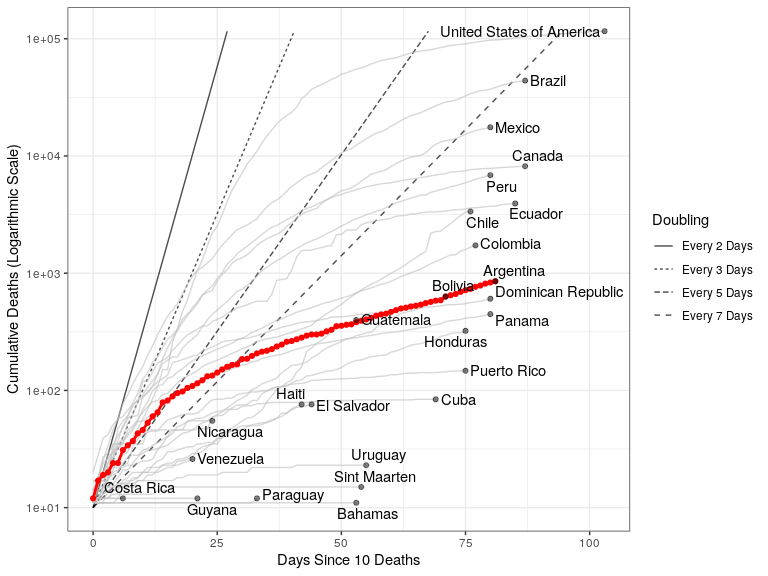 Cumulative Deaths (Logarithmic Scale)
1e+05
1e+04
1e+03
1e+02
1e+01
United States of America
Brazil
Mexico
Canada
Peru
Ecuador
Chile
Colombia
Argentina
Bolivia
Dominican Republic
Guatemala
Panama
Honduras
Puerto Rico
Haiti
El Salvador
Cuba
Nicaragua
Uruguay
Venezuela
Sint Maarten
Costa Rica
Paraguay
Guyana
Bahamas
0
25
50
75
100
Days Since 10 Deaths
Doubling
Every 2 Days
Every 3 Days
Every 5 Days
Every 7 Days